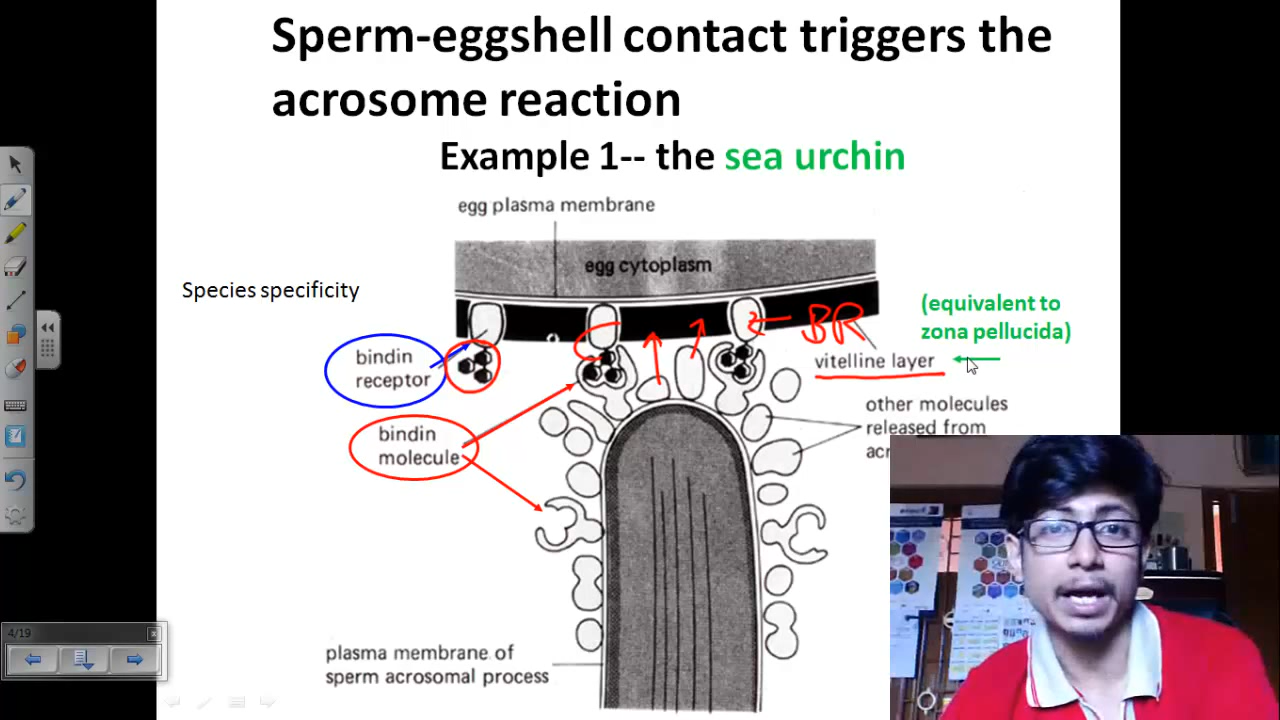 Sperm-eggshell contact triggers the
acrosome reaction
Example 1-- the sea urchin
egg plasma membrane
egg cytoplasm
Species specificity
BR
(equivalent to
zona pellucida)
bindin
receptor
vitelline layer
other molecules
released from
bindin
molecule
plasma membrane of
sperm acrosomal process
4/19